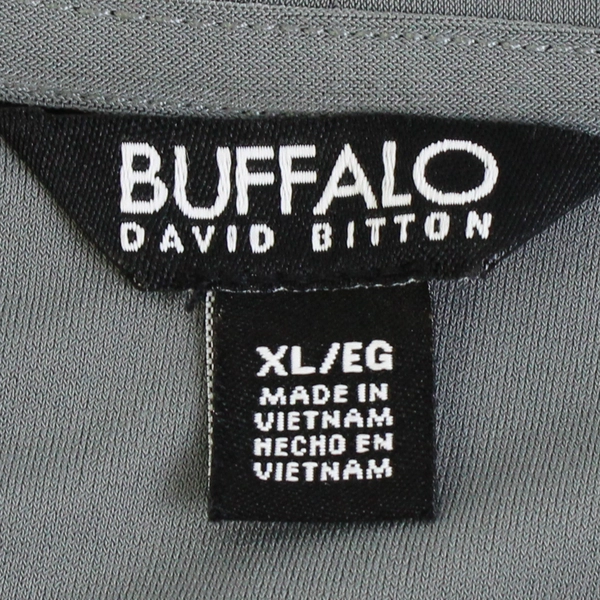 BUFFALO
DAVID BITTON
XL/EG
MADE IN
VIETNAM
HECHO EN
VIETNAM